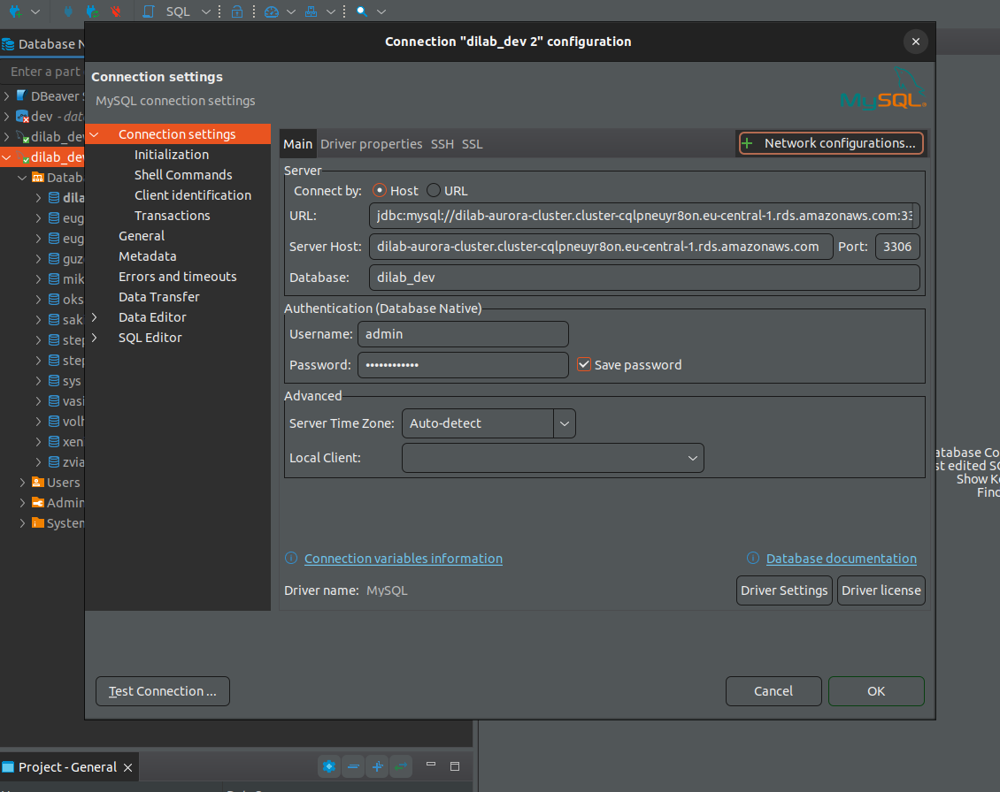 SQL
Connection "dilab_dev 2" configuration
Database N
Enter a part
DBeaver S
dev - dat
dilab_dev
dilab_dev
Datab
dila
eug
eug
guz
mik
oks
sak
step
step
sys
vasi
volh
xen
zvia
Users
Admin
System
Connection settings
MySQL connection settings
MySQL
Connection settings
Initialization
Shell Commands
Client identification
Transactions
General
Metadata
Errors and timeouts
Data Transfer
Data Editor
SQL Editor
Main Driver properties SSH SSL
Network configurations...
Server
Connect by: Host URL
URL: jdbc:mysql://dilab-aurora-cluster.cluster-cqlpneuyr8on.eu-central-1.rds.amazonaws.com:33
Server Host: dilab-aurora-cluster.cluster-cqlpneuyr8on.eu-central-1.rds.amazonaws.com Port: 3306
Database: dilab_dev
Authentication (Database Native)
Username: admin
Password: •••••••••••• Save password
Advanced
Server Time Zone: Auto-detect
Local Client:
Connection variables information
Database documentation
Driver name: MySQL
Driver Settings
Driver license
Test Connection ...
Cancel
OK
atabase Co
st edited SQ
Show Ke
Find
Project - General